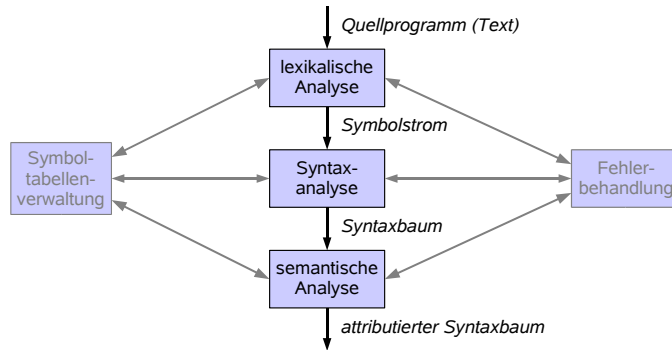 Quellprogramm (Text)
lexikalische
Analyse
Symbolstrom
Symbol-
tabellen-
verwaltung
Syntax-
analyse
Fehler-
behandlung
Syntaxbaum
semantische
Analyse
attributierter Syntaxbaum